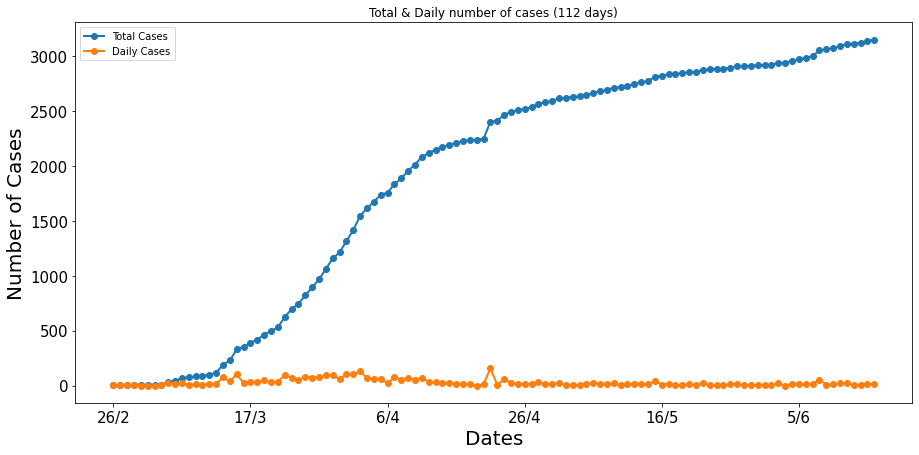 Total & Daily number of cases (112 days)
Total Cases
Daily Cases
3000
2500
2000
1500
1000
500
0
Number of Cases
26/2 17/3 6/4 26/4 16/5 5/6
Dates